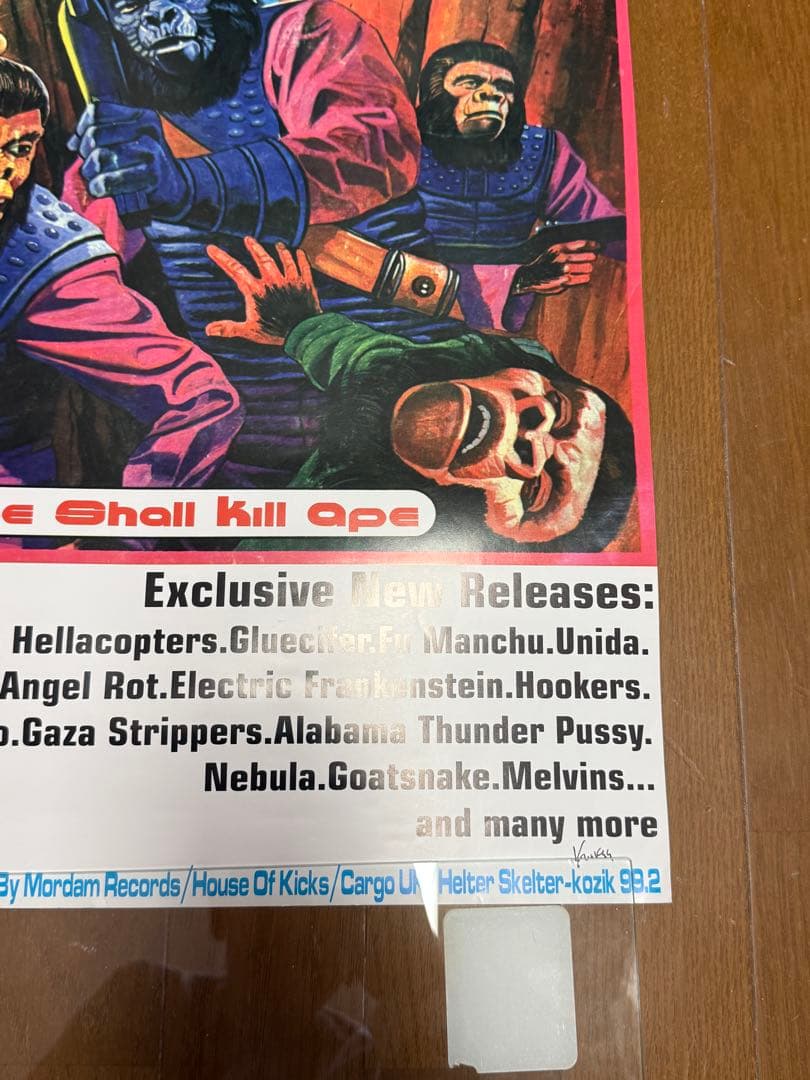 e Shall Kill Ape
Exclusive New Releases:
Hellacopters.Gluecifer.Fu Manchu.Unida.
Angel Rot.Electric Frankenstein.Hookers.
o.Gaza Strippers.Alabama Thunder Pussy.
Nebula.Goatsnake.Melvins...
and many more
By Mordam Records/House Of Kicks/Cargo UK Helter Skelter-kozik 99.2